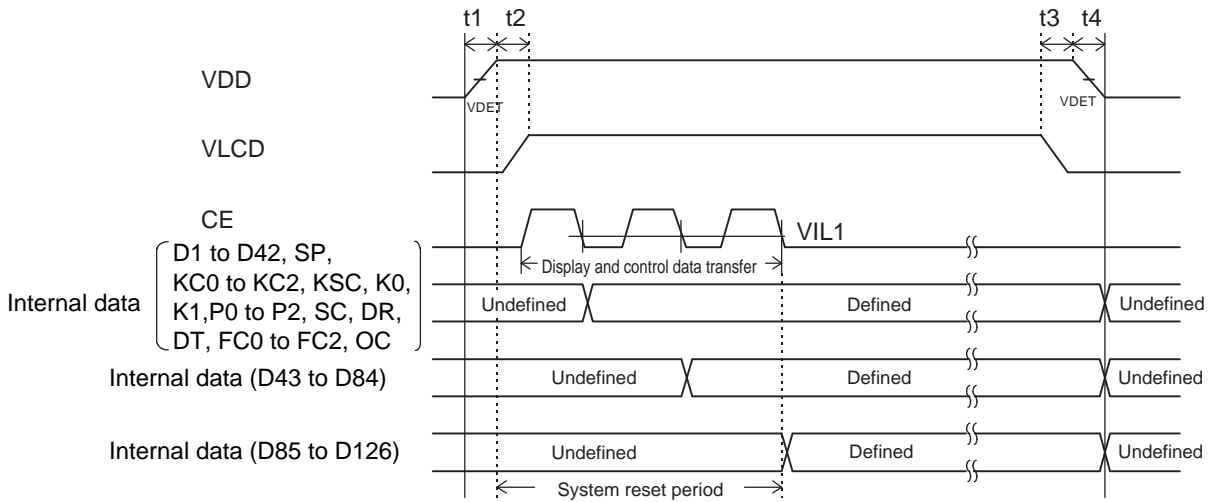 t1 t2 t3 t4
VDD
VDET VDET
VLCD
CE
VIL1
D1 to D42, SP,
Display and control data transfer
KC0 to KC2, KSC, K0,
Internal data K1,P0 to P2, SC, DR, Undefined Defined Undefined
DT, FC0 to FC2, OC
Internal data (D43 to D84) Undefined Defined Undefined
Internal data (D85 to D126) Undefined Defined Undefined
System reset period